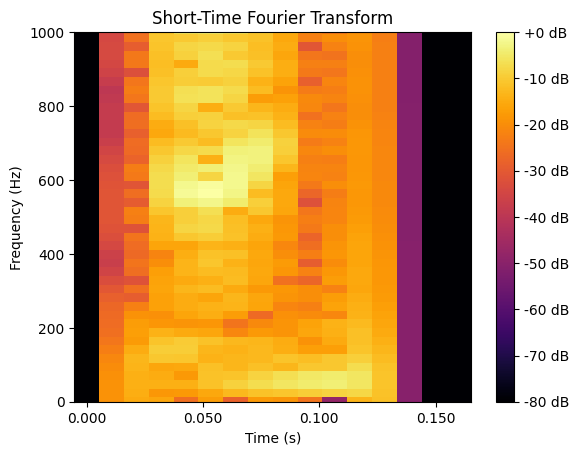 Short-Time Fourier Transform
1000
800
600
400
200
0
Frequency (Hz)
0.000
0.050
0.100
0.150
Time (s)
+0 dB
-10 dB
-20 dB
-30 dB
-40 dB
-50 dB
-60 dB
-70 dB
-80 dB